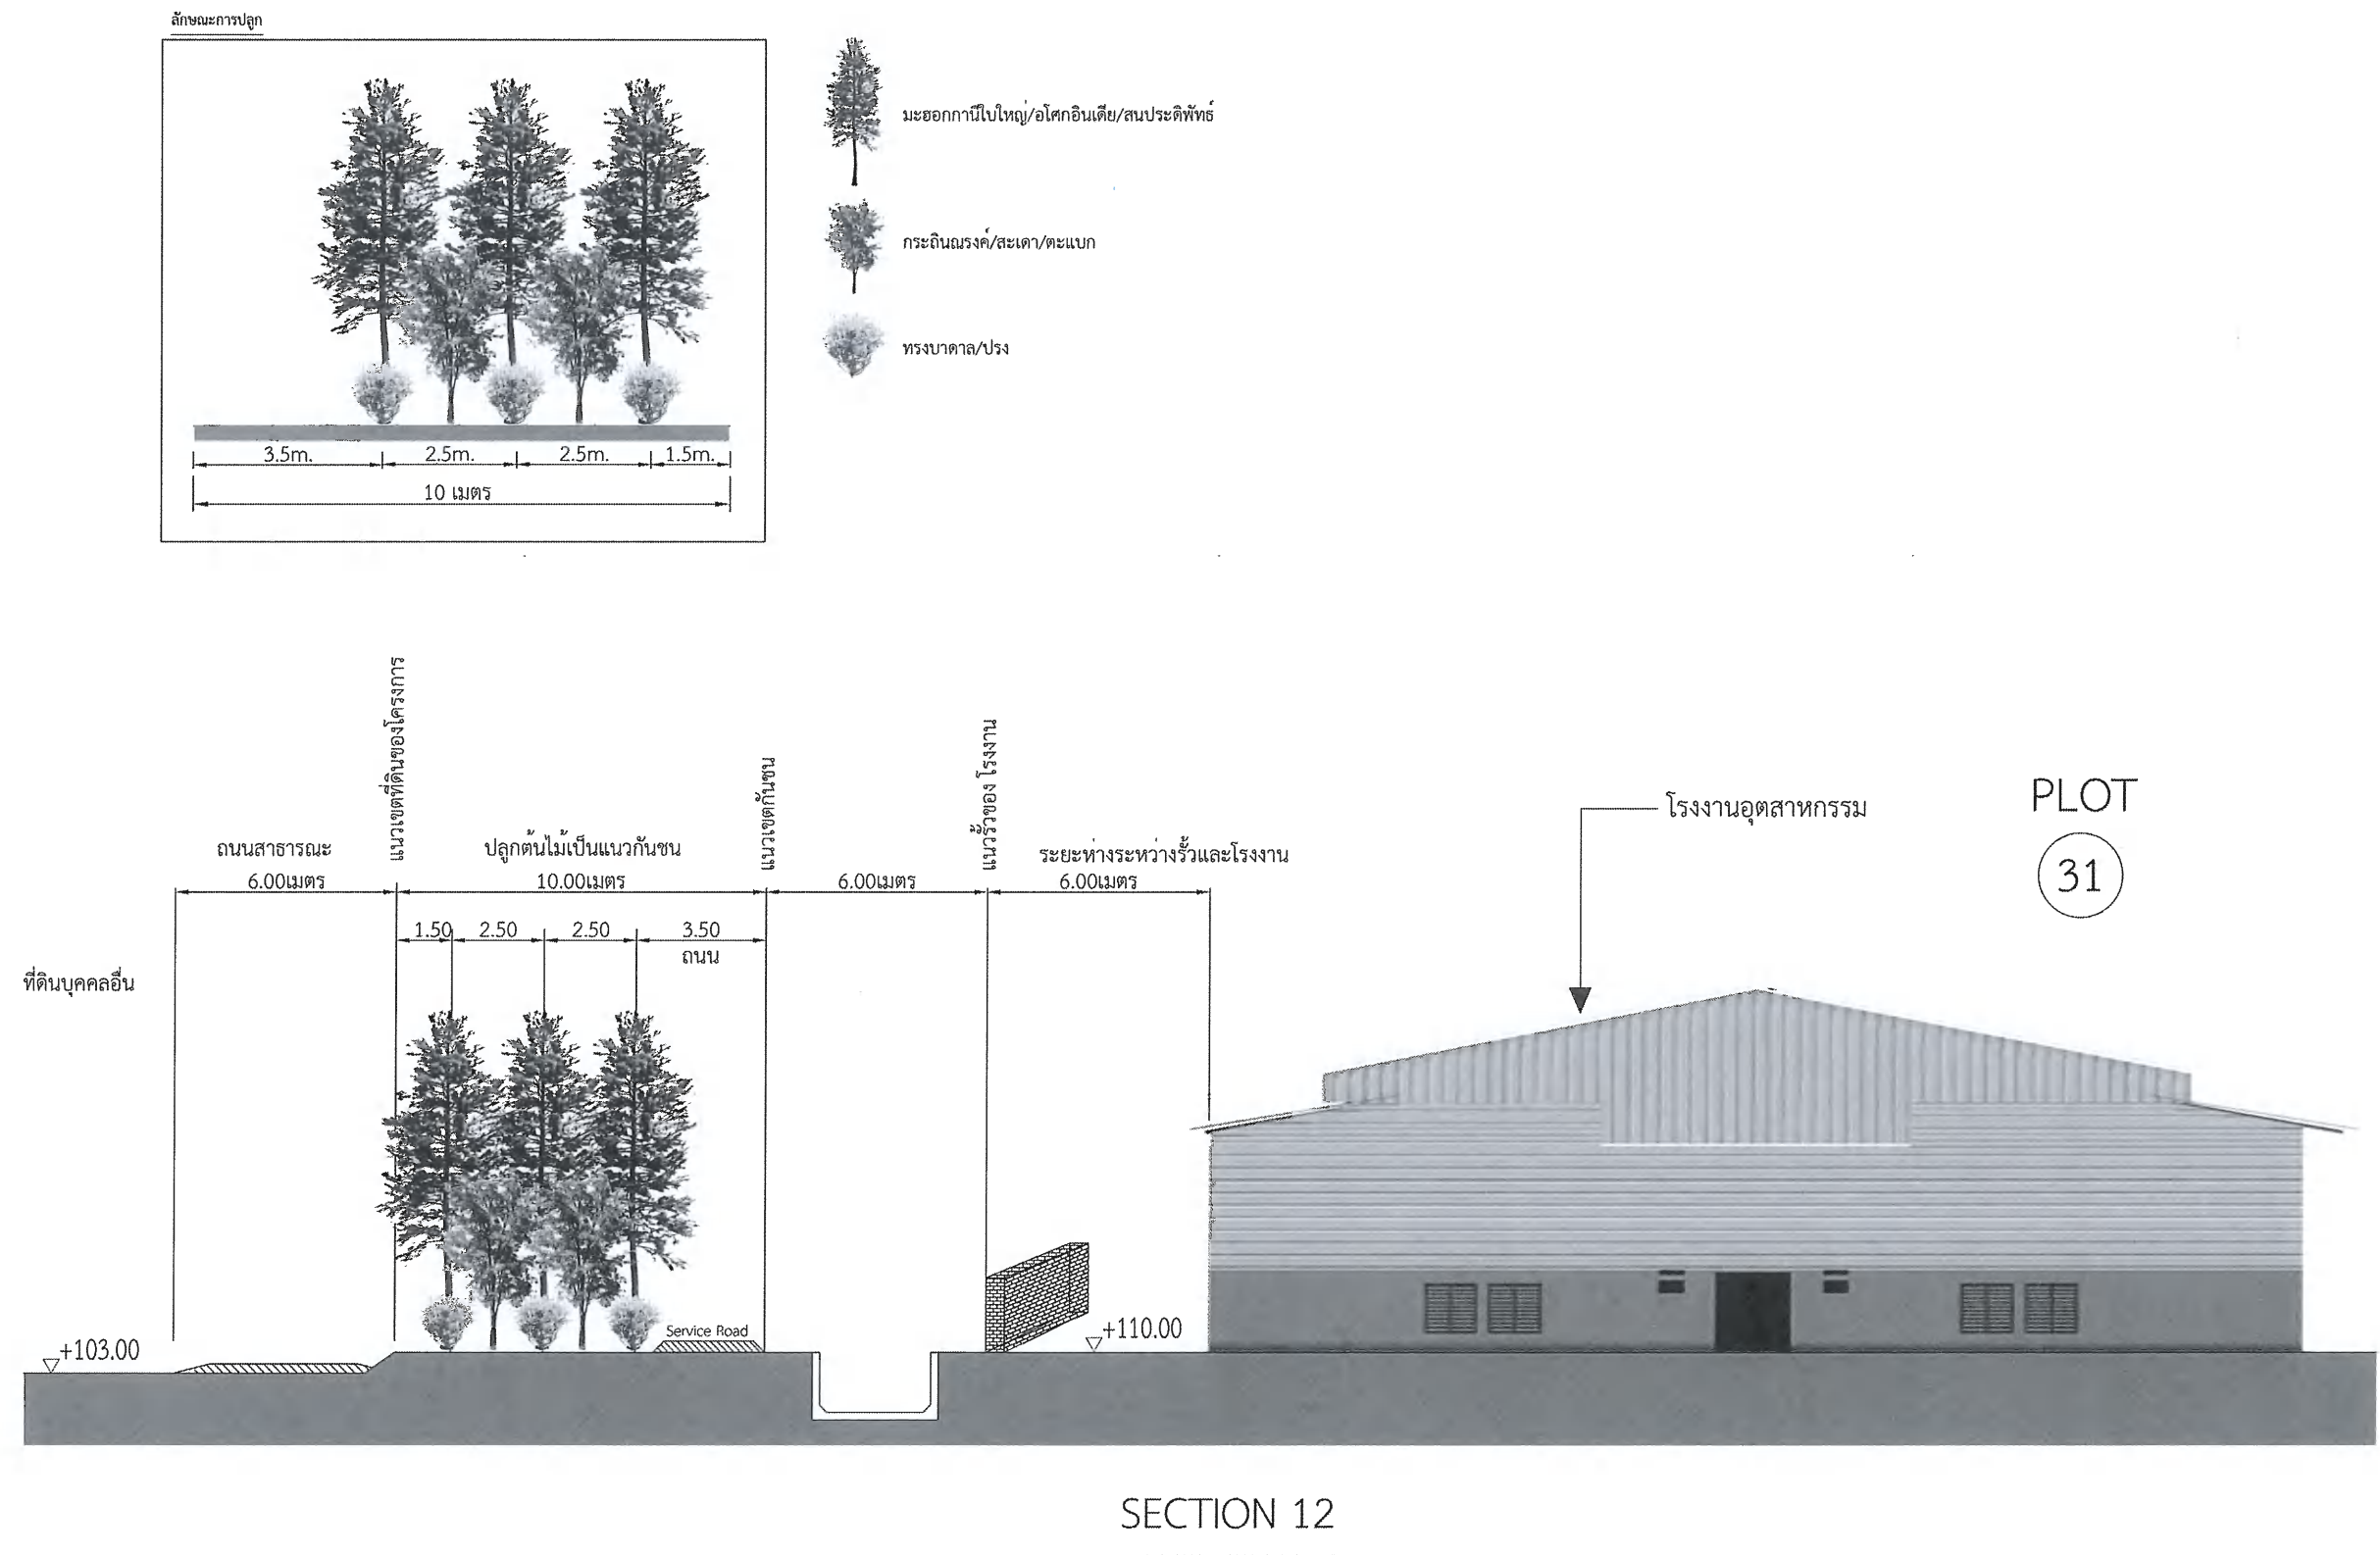 ลักษณะการปลูก
มะฮอกกานีใบใหญ่/อโศกอินเดีย/สนประดิพัทธ์
กระถินณรงค์/สะเดา/ตะแบก
ทรงบาดาล/ปรง
3.5m. 2.5m. 2.5m. 1.5m.
10 เมตร
แนวเขตที่ดินของโครงการ
แนวเขตกันชน
แนวรั้วของ โรงงาน
โรงงานอุตสาหกรรม
PLOT
31
ถนนสาธารณะ
6.00เมตร
ปลูกต้นไม้เป็นแนวกันชน
10.00เมตร
6.00เมตร
ระยะห่างระหว่างรั้วและโรงงาน
6.00เมตร
1.50 2.50 2.50 3.50
ถนน
ที่ดินบุคคลอื่น
Service Road
+103.00
+110.00
SECTION 12